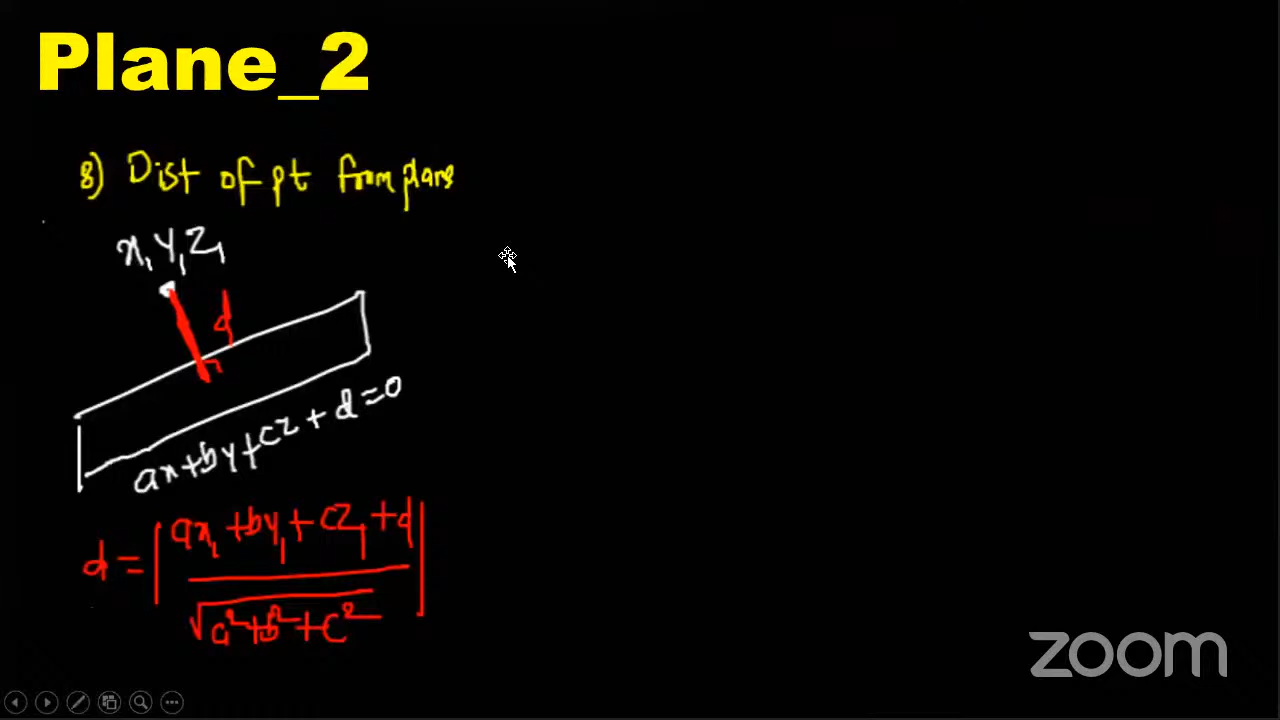 Plane_2
8) Dist of pt from plane
x₁ y₁ z₁
d
ax+by+cz+d=0
d = | ax₁+by₁+cz₁+d / √a²+b²+c² |
zoom